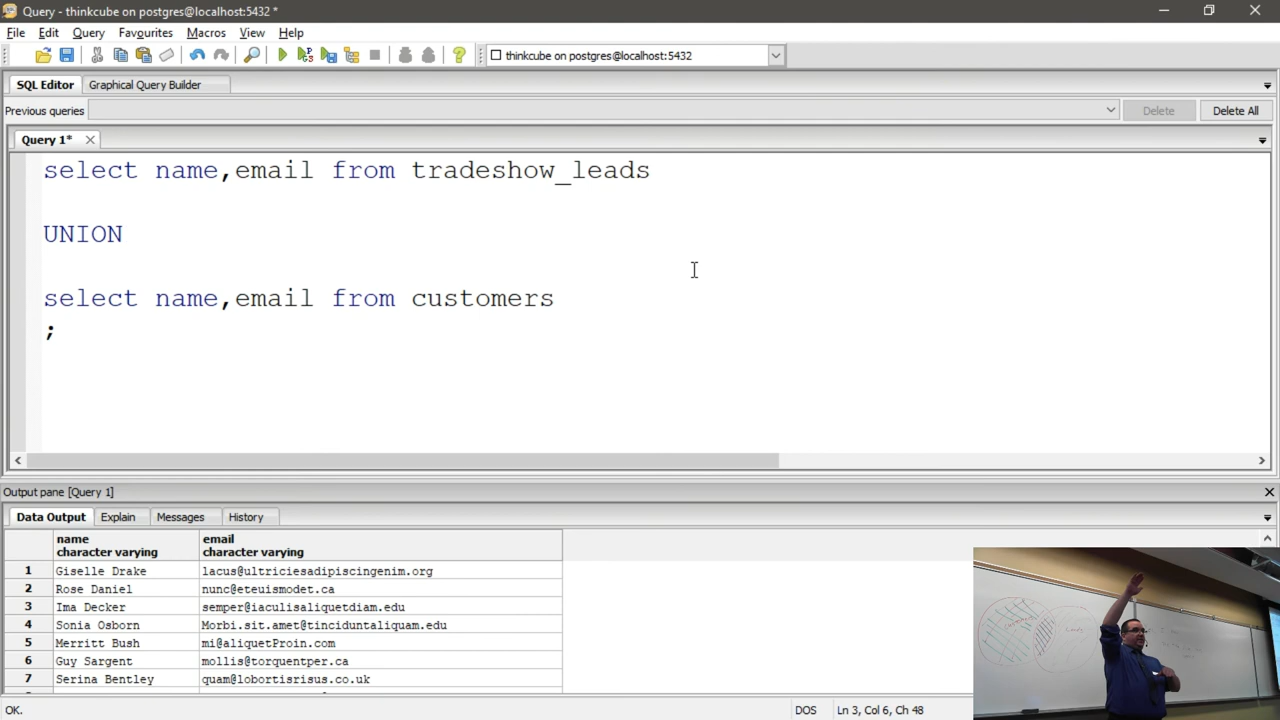 Query - thinkcube on postgres@localhost:5432 *
File Edit Query Favourites Macros View Help
thinkcube on postgres@localhost:5432
SQL Editor Graphical Query Builder
Previous queries Delete Delete All
Query 1*
select name,email from tradeshow_leads
UNION
select name,email from customers
;
Output pane [Query 1]
Data Output Explain Messages History
name email
character varying character varying
1 Giselle Drake lacus@ultriciesadipiscingenim.org
2 Rose Daniel nunc@eteuismodet.ca
3 Ima Decker semper@iaculisaliquetdiam.edu
4 Sonia Osborn Morbi.sit.amet@tinciduntaliquam.edu
5 Merritt Bush mi@aliquetProin.com
6 Guy Sargent mollis@torquentper.ca
7 Serina Bentley quam@lobortisrisus.co.uk
OK. DOS Ln 3, Col 6, Ch 48